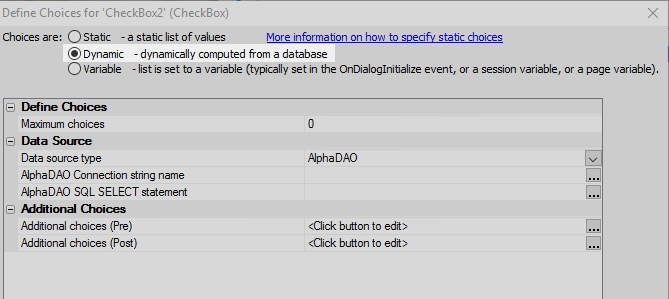 Define Choices for 'CheckBox2' (CheckBox)
Choices are: Static - a static list of values More information on how to specify static choices
Dynamic - dynamically computed from a database
Variable - list is set to a variable (typically set in the OnDialogInitialize event, or a session variable, or a page variable).
Define Choices
Maximum choices 0
Data Source
Data source type AlphaDAO
AlphaDAO Connection string name ...
AlphaDAO SQL SELECT statement ...
Additional Choices
Additional choices (Pre) <Click button to edit> ...
Additional choices (Post) <Click button to edit> ...